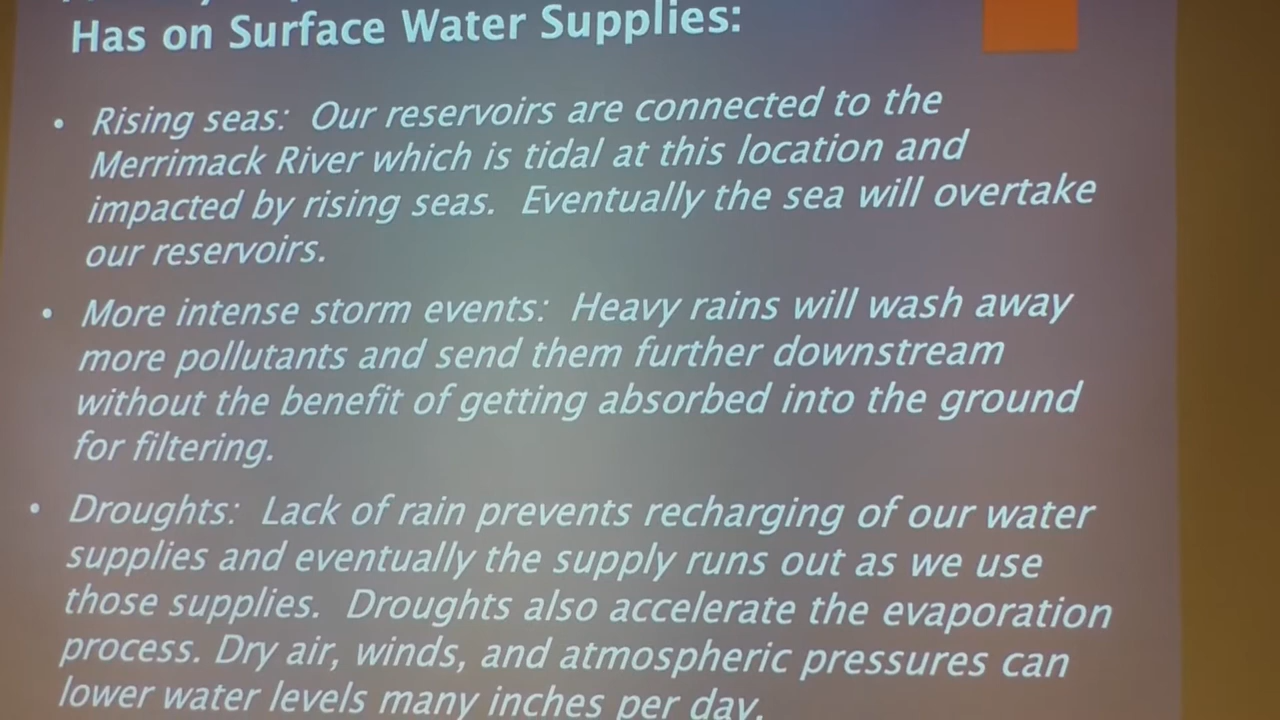 Has on Surface Water Supplies:
• Rising seas: Our reservoirs are connected to the
Merrimack River which is tidal at this location and
impacted by rising seas. Eventually the sea will overtake
our reservoirs.
• More intense storm events: Heavy rains will wash away
more pollutants and send them further downstream
without the benefit of getting absorbed into the ground
for filtering.
• Droughts: Lack of rain prevents recharging of our water
supplies and eventually the supply runs out as we use
those supplies. Droughts also accelerate the evaporation
process. Dry air, winds, and atmospheric pressures can
lower water levels many inches per day.